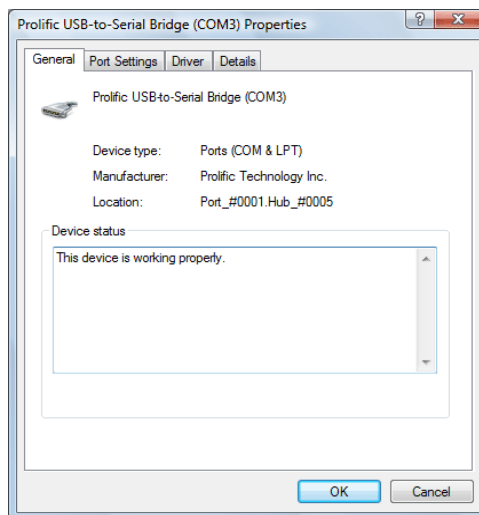 Prolific USB-to-Serial Bridge (COM3) Properties
General Port Settings Driver Details
Prolific USB-to-Serial Bridge (COM3)
Device type: Ports (COM & LPT)
Manufacturer: Prolific Technology Inc.
Location: Port_#0001.Hub_#0005
Device status
This device is working properly.
OK Cancel